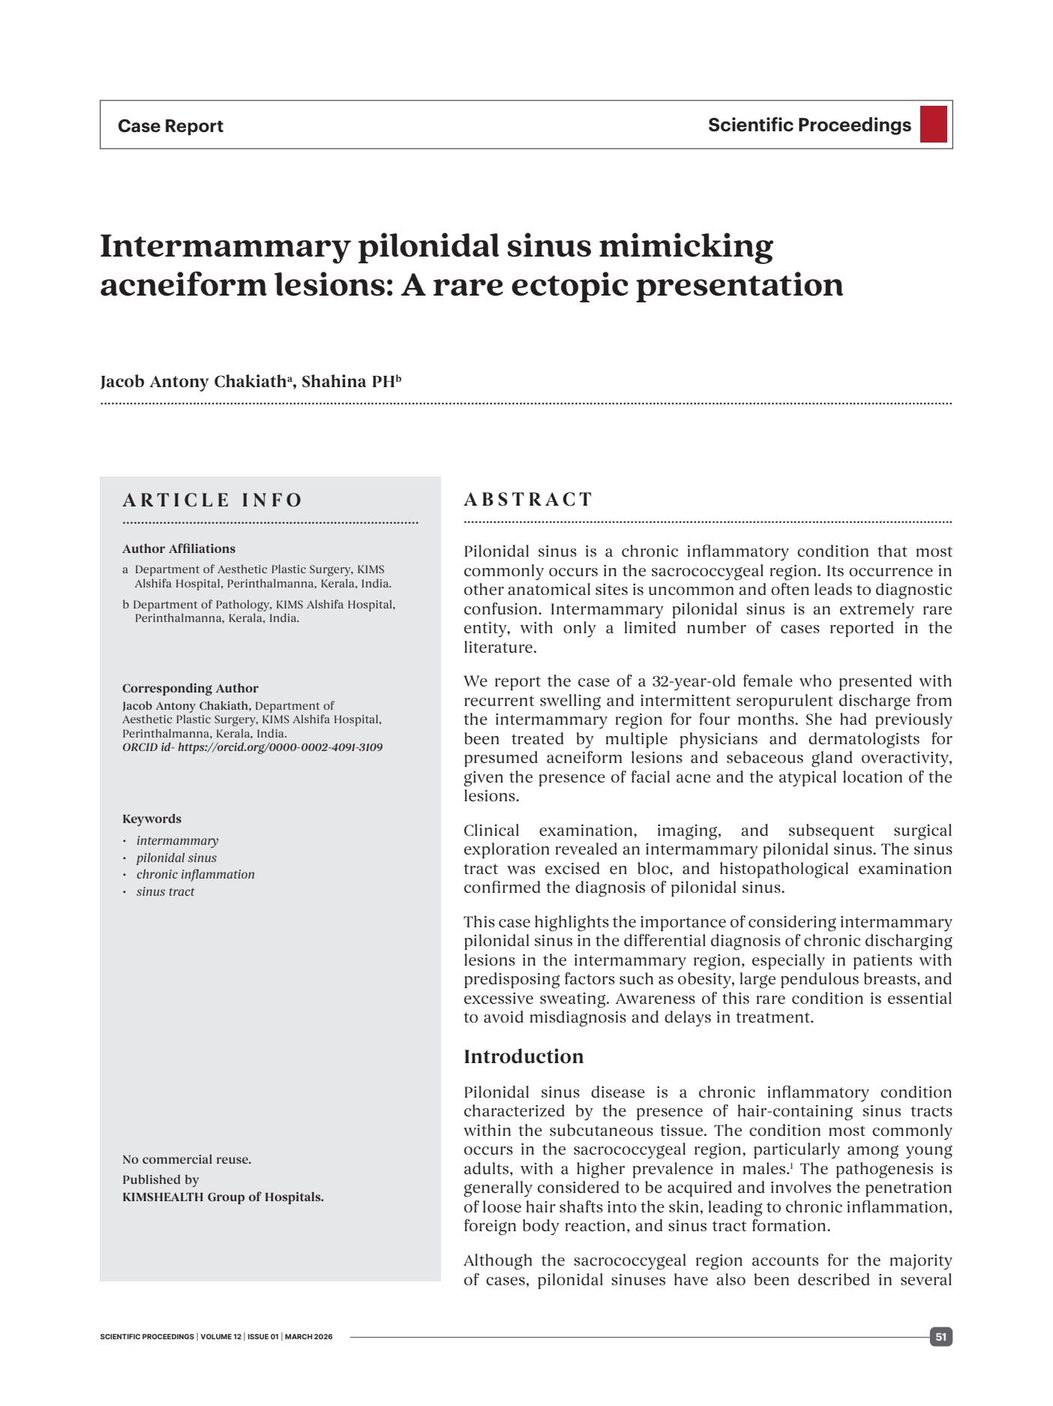 Case Report
Scientific Proceedings
Intermammary pilonidal sinus mimicking
acneiform lesions: A rare ectopic presentation
Jacob Antony Chakiathᵃ, Shahina PHᵇ
ARTICLE INFO
Author Affiliations
a Department of Aesthetic Plastic Surgery, KIMS
Alshifa Hospital, Perinthalmanna, Kerala, India.
b Department of Pathology, KIMS Alshifa Hospital,
Perinthalmanna, Kerala, India.
Corresponding Author
Jacob Antony Chakiath, Department of
Aesthetic Plastic Surgery, KIMS Alshifa Hospital,
Perinthalmanna, Kerala, India.
ORCID id- https://orcid.org/0000-0002-4091-3109
Keywords
· intermammary
· pilonidal sinus
· chronic inflammation
· sinus tract
No commercial reuse.
Published by
KIMSHEALTH Group of Hospitals.
ABSTRACT
Pilonidal sinus is a chronic inflammatory condition that most
commonly occurs in the sacrococcygeal region. Its occurrence in
other anatomical sites is uncommon and often leads to diagnostic
confusion. Intermammary pilonidal sinus is an extremely rare
entity, with only a limited number of cases reported in the
literature.
We report the case of a 32-year-old female who presented with
recurrent swelling and intermittent seropurulent discharge from
the intermammary region for four months. She had previously
been treated by multiple physicians and dermatologists for
presumed acneiform lesions and sebaceous gland overactivity,
given the presence of facial acne and the atypical location of the
lesions.
Clinical examination, imaging, and subsequent surgical
exploration revealed an intermammary pilonidal sinus. The sinus
tract was excised en bloc, and histopathological examination
confirmed the diagnosis of pilonidal sinus.
This case highlights the importance of considering intermammary
pilonidal sinus in the differential diagnosis of chronic discharging
lesions in the intermammary region, especially in patients with
predisposing factors such as obesity, large pendulous breasts, and
excessive sweating. Awareness of this rare condition is essential
to avoid misdiagnosis and delays in treatment.
Introduction
Pilonidal sinus disease is a chronic inflammatory condition
characterized by the presence of hair-containing sinus tracts
within the subcutaneous tissue. The condition most commonly
occurs in the sacrococcygeal region, particularly among young
adults, with a higher prevalence in males.¹ The pathogenesis is
generally considered to be acquired and involves the penetration
of loose hair shafts into the skin, leading to chronic inflammation,
foreign body reaction, and sinus tract formation.
Although the sacrococcygeal region accounts for the majority
of cases, pilonidal sinuses have also been described in several
SCIENTIFIC PROCEEDINGS | VOLUME 12 | ISSUE 01 | MARCH 2026
51